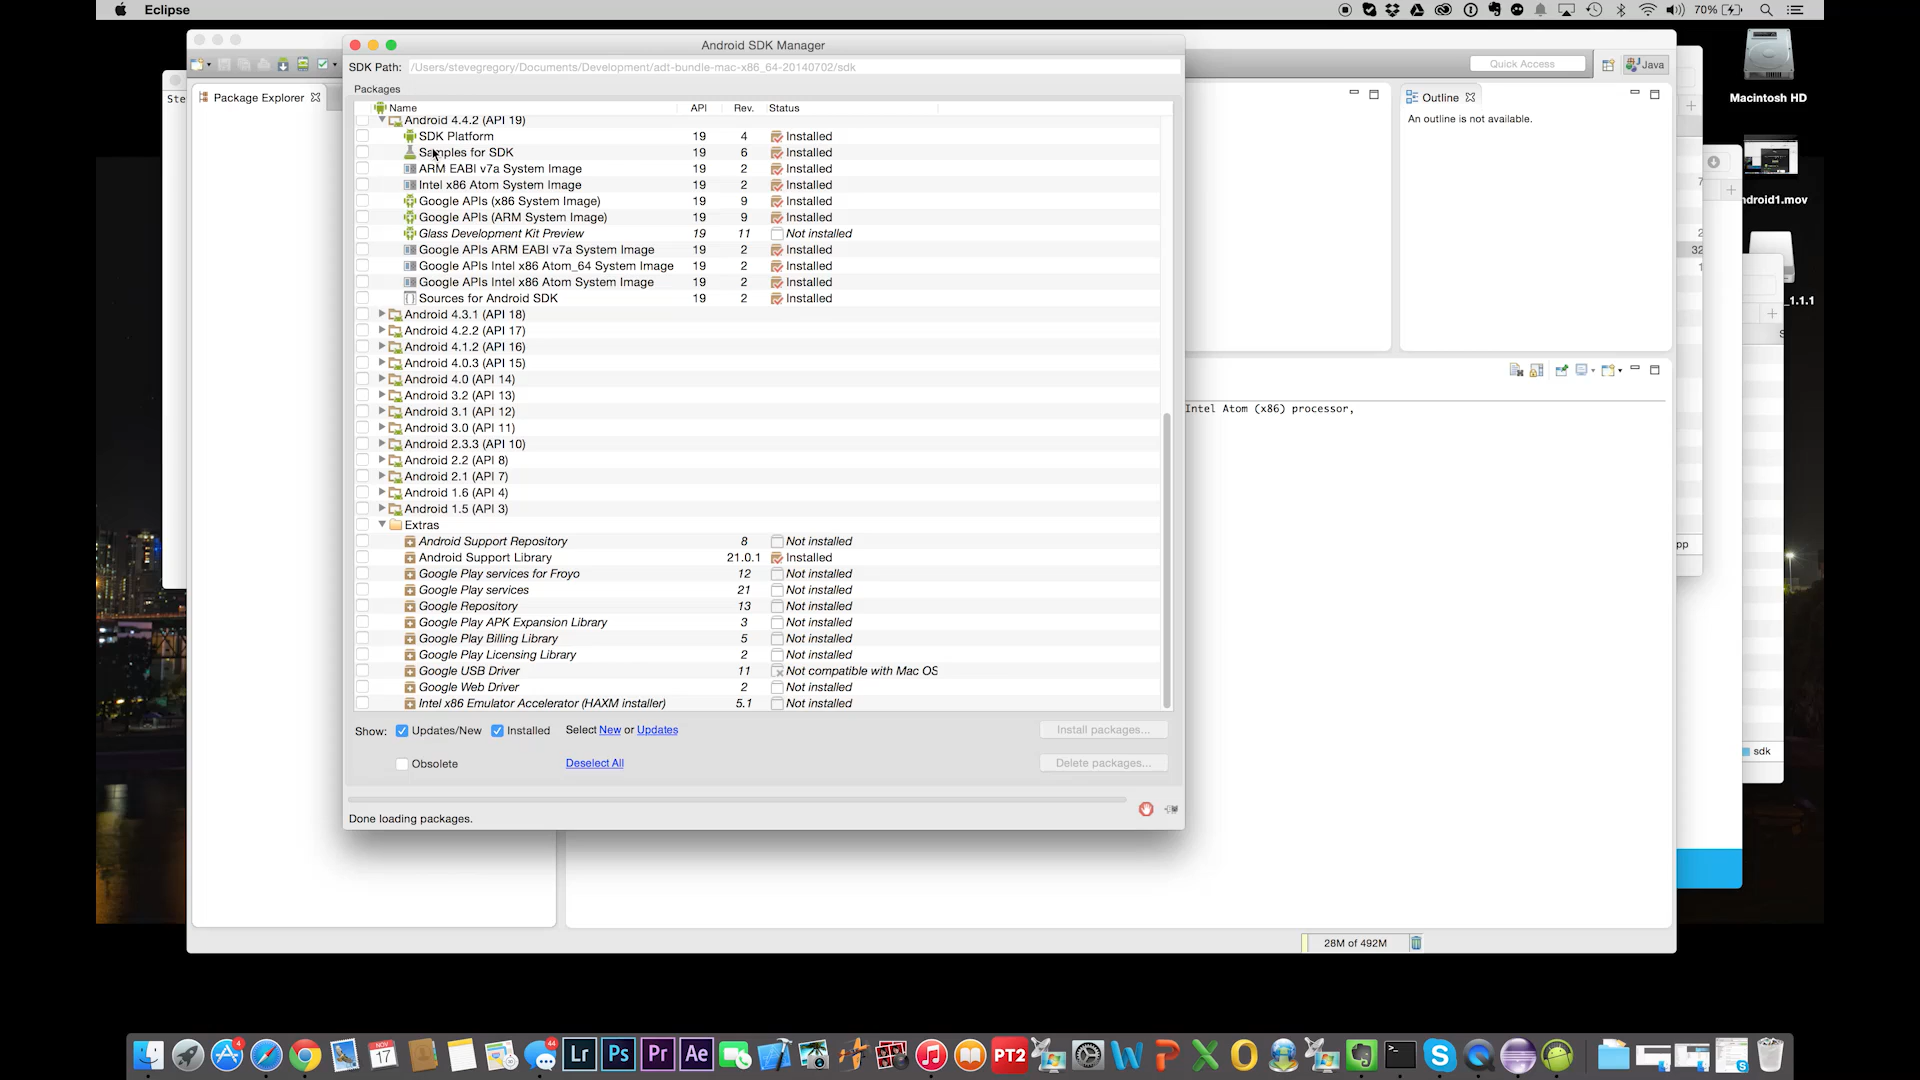 Eclipse
70%
Android SDK Manager
SDK Path: /Users/stevegregory/Documents/Development/adt-bundle-mac-x86_64-20140702/sdk
Quick Access
Java
Packages
Ste
Package Explorer
Outline
Macintosh HD
Name API Rev. Status
An outline is not available.
Android 4.4.2 (API 19)
SDK Platform 19 4 Installed
Samples for SDK 19 6 Installed
ARM EABI v7a System Image 19 2 Installed
Intel x86 Atom System Image 19 2 Installed
Google APIs (x86 System Image) 19 9 Installed
ndroid1.mov
Google APIs (ARM System Image) 19 9 Installed
Glass Development Kit Preview 19 11 Not installed
Google APIs ARM EABI v7a System Image 19 2 Installed
32
Google APIs Intel x86 Atom_64 System Image 19 2 Installed
Google APIs Intel x86 Atom System Image 19 2 Installed
Sources for Android SDK 19 2 Installed
_1.1.1
Android 4.3.1 (API 18)
Android 4.2.2 (API 17)
Android 4.1.2 (API 16)
Android 4.0.3 (API 15)
Android 4.0 (API 14)
Android 3.2 (API 13)
Android 3.1 (API 12)
Intel Atom (x86) processor,
Android 3.0 (API 11)
Android 2.3.3 (API 10)
Android 2.2 (API 8)
Android 2.1 (API 7)
Android 1.6 (API 4)
Android 1.5 (API 3)
Extras
Android Support Repository 8 Not installed
pp
Android Support Library 21.0.1 Installed
Google Play services for Froyo 12 Not installed
Google Play services 21 Not installed
Google Repository 13 Not installed
Google Play APK Expansion Library 3 Not installed
Google Play Billing Library 5 Not installed
Google Play Licensing Library 2 Not installed
Google USB Driver 11 Not compatible with Mac OS
Google Web Driver 2 Not installed
Intel x86 Emulator Accelerator (HAXM installer) 5.1 Not installed
Show: Updates/New Installed Select New or Updates Install packages...
sdk
Obsolete Deselect All Delete packages...
Done loading packages.
28M of 492M
4 NOV 17 44 Lr Ps Pr Ae PT2